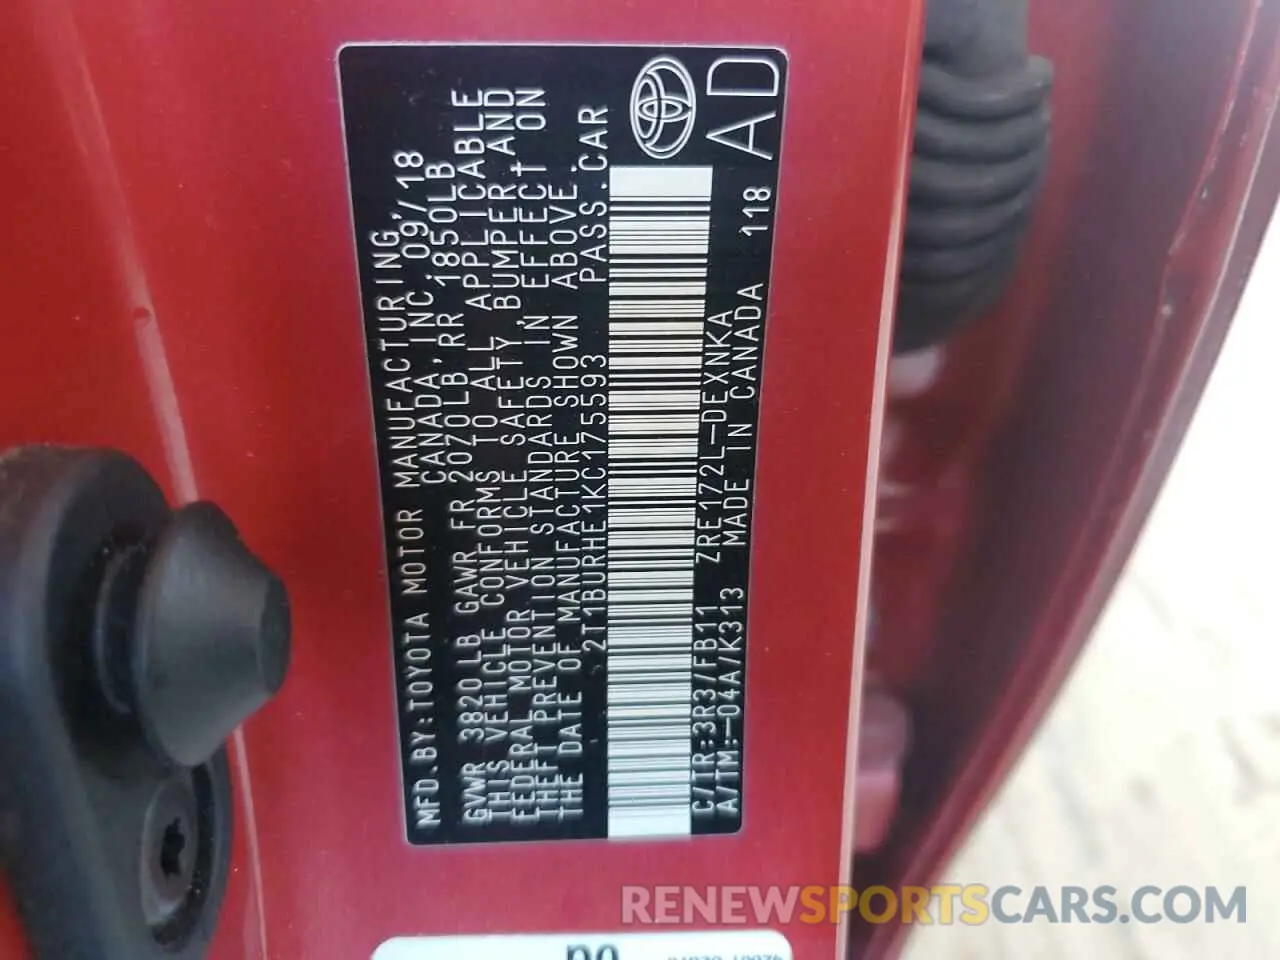 MFD.BY:TOYOTA MOTOR MANUFACTURING,
CANADA, INC. 09/18
GVWR 3820LB GAWR FR 2020LB,RR 1850LB
THIS VEHICLE CONFORMS TO ALL APPLICABLE
FEDERAL MOTOR VEHICLE SAFETY, BUMPER, AND
THEFT PREVENTION STANDARDS IN EFFECT ON
THE DATE OF MANUFACTURE SHOWN ABOVE.
2T1BURHE1KC175593 PASS.CAR
C/TR:3R3/FB11 ZRE172L-DEXNKA
A/TM:-04A/K313 MADE IN CANADA 118
AD
RENEWSPORTSCARS.COM